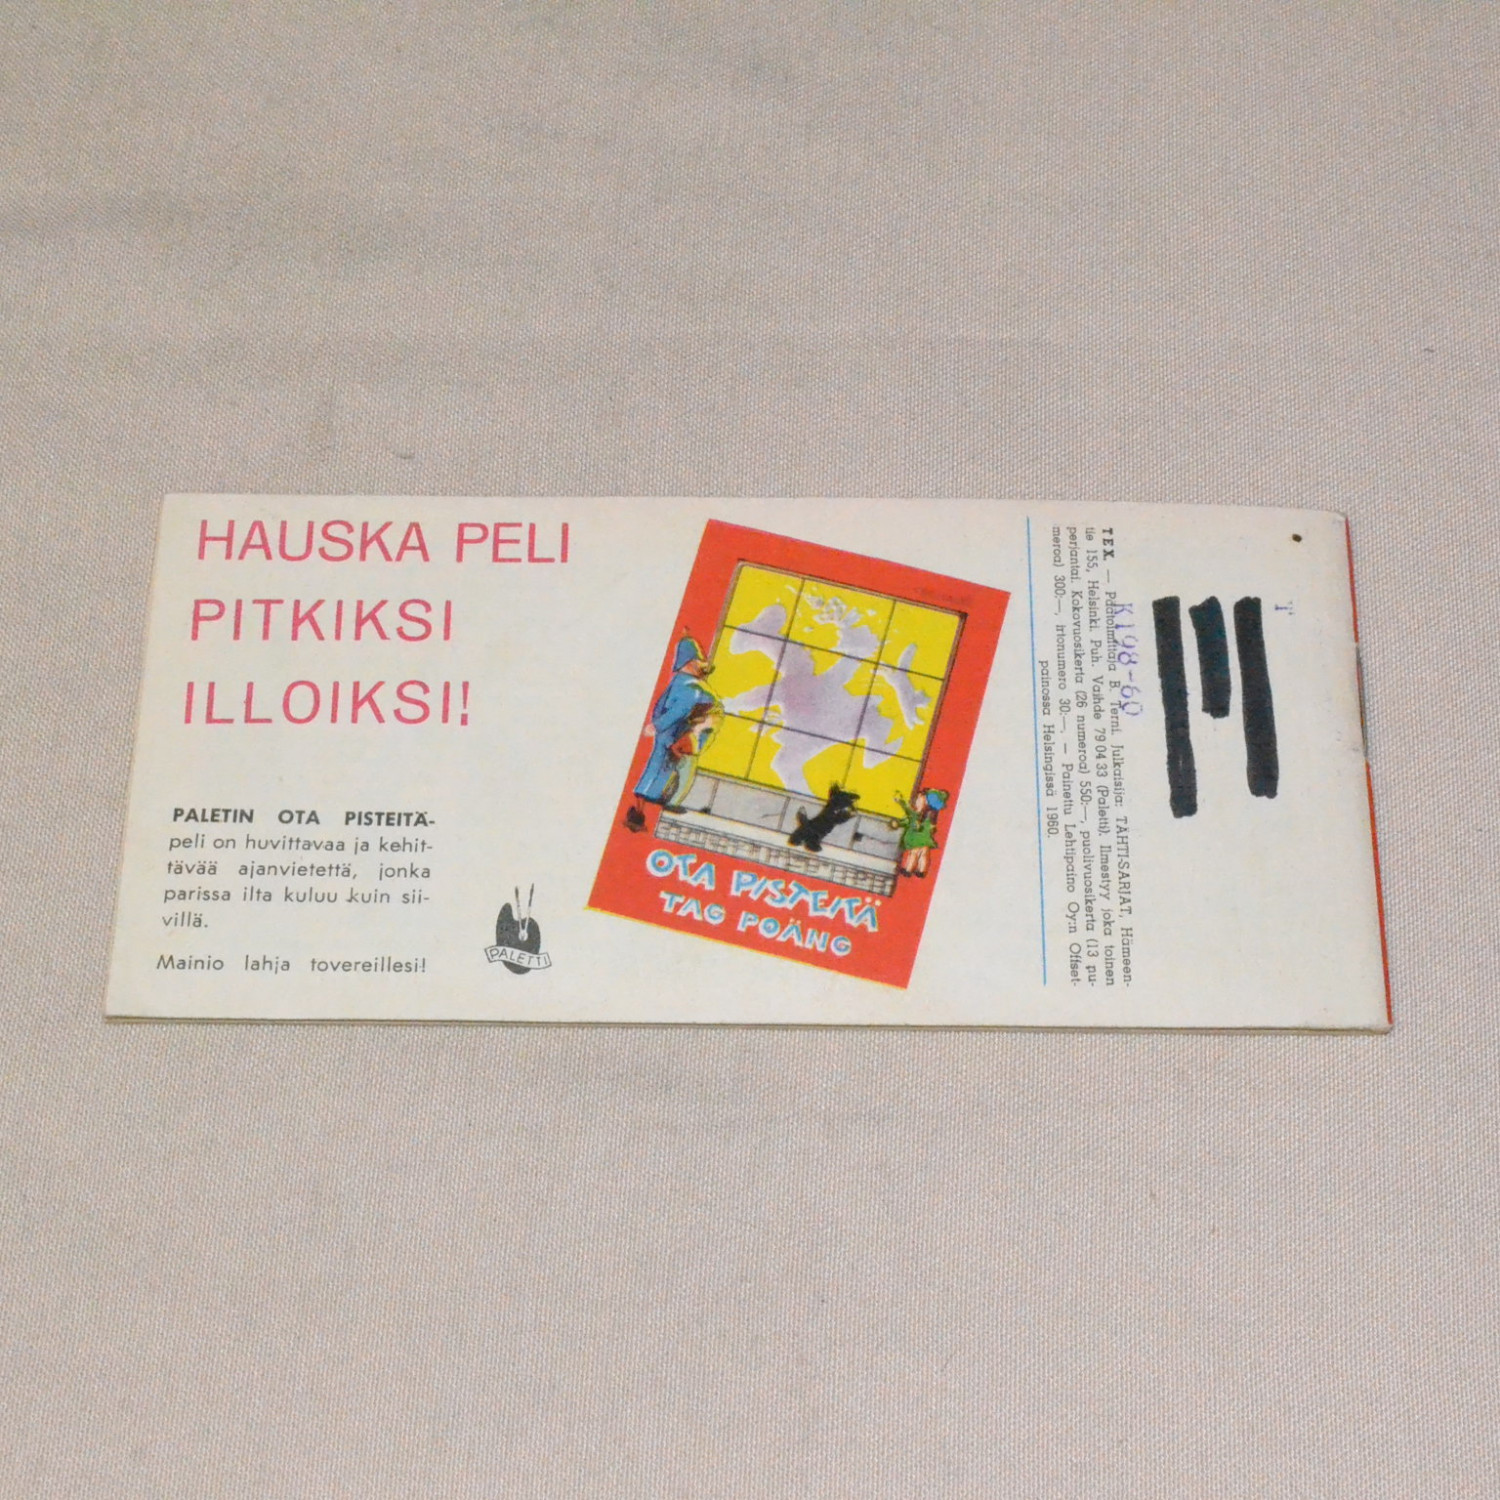 HAUSKA PELI
PITKIKSI
ILLOIKSI!
PALETIN OTA PISTEITÄ-
peli on huvittavaa ja kehit-
tävää ajanvietettä, jonka
parissa ilta kuluu kuin sii-
villä.
Mainio lahja tovereillesi!
PALETTI
OTA PISTEITÄ
TAG POÄNG
TEX. — Päätoimittaja B. Terni. Julkaisija: TÄHTISARJAT, Hämeen-
tie 155, Helsinki. Puh. Vaihde 79 04 33 (Paletti). Ilmestyy joka toinen
perjantai. Kokovuosikerta (26 numeroa) 550:—, puolivuosikerta (13 nu-
meroa) 300:—, irtonumero 30:—. — Painettu Lehtipaino Oy:n Offset-
painossa Helsingissä 1960.
K198-60
T